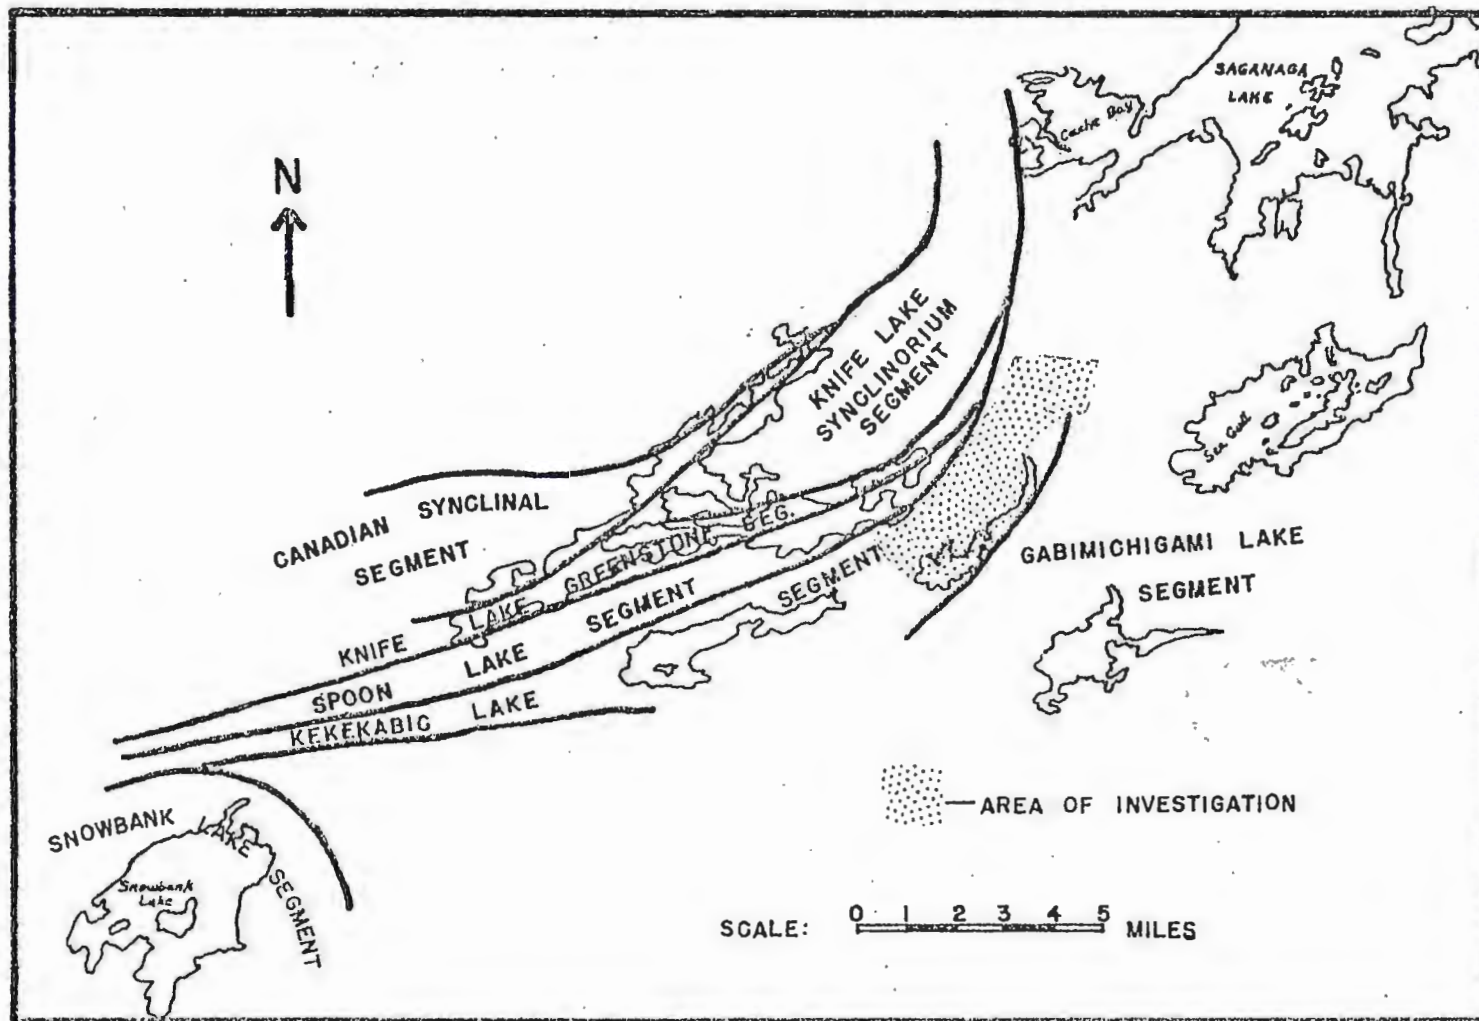 SAGANAGA
LAKE
Cache Bay
N
KNIFE LAKE
SYNCLINORIUM
SEGMENT
Sea Gull
CANADIAN SYNCLINAL
SEGMENT
GABIMICHIGAMI LAKE
SEGMENT
KNIFE LAKE GREENSTONE SEG.
SPOON LAKE SEGMENT
KEKEKABIC LAKE SEGMENT
AREA OF INVESTIGATION
SNOWBANK LAKE SEGMENT
Snowbank
Lake
SCALE: 0 1 2 3 4 5 MILES